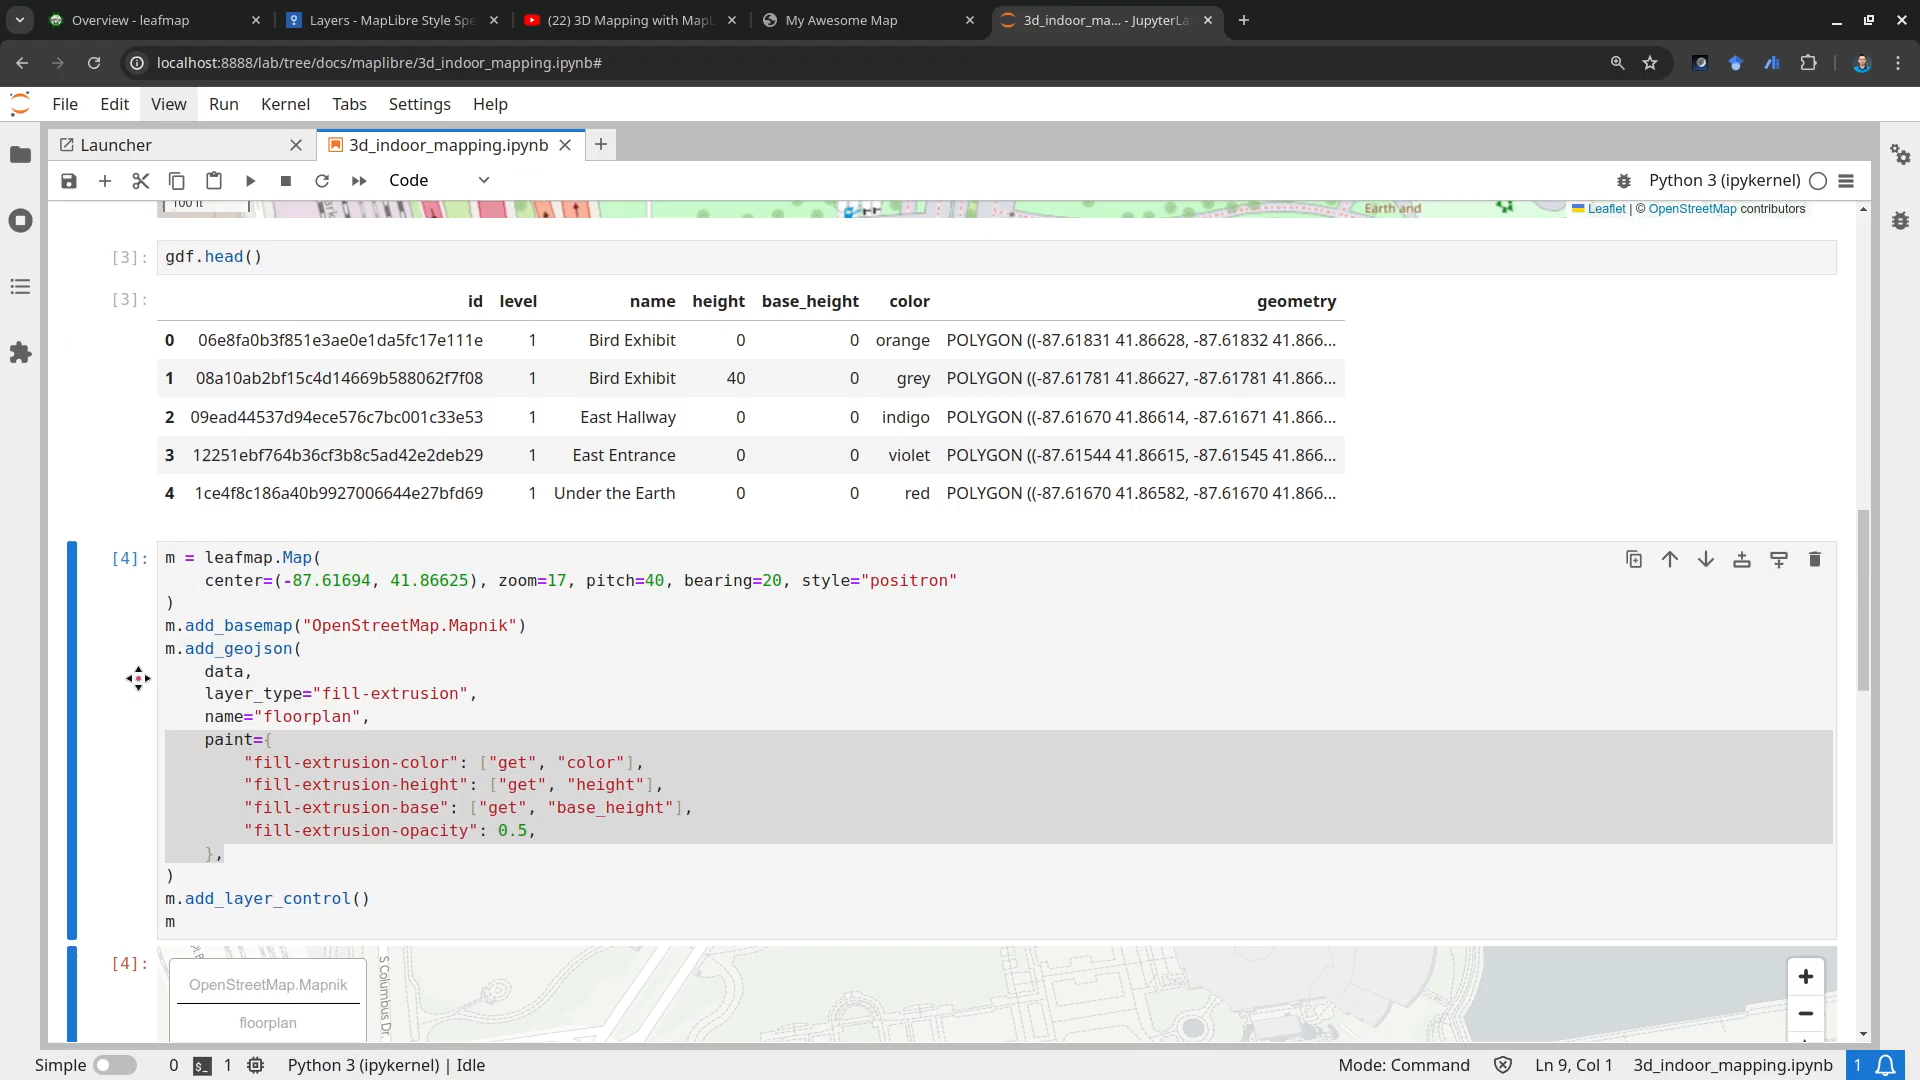 Overview - leafmap
Layers - MapLibre Style Spe
(22) 3D Mapping with MapL
My Awesome Map
3d_indoor_ma... - JupyterLa
localhost:8888/lab/tree/docs/maplibre/3d_indoor_mapping.ipynb#
File Edit View Run Kernel Tabs Settings Help
Launcher
3d_indoor_mapping.ipynb
Code
Python 3 (ipykernel)
100 ft
Earth and
Leaflet | © OpenStreetMap contributors
[3]:
gdf.head()
[3]:
id level name height base_height color geometry
0 06e8fa0b3f851e3ae0e1da5fc17e111e 1 Bird Exhibit 0 0 orange POLYGON ((-87.61831 41.86628, -87.61832 41.866...
1 08a10ab2bf15c4d14669b588062f7f08 1 Bird Exhibit 40 0 grey POLYGON ((-87.61781 41.86627, -87.61781 41.866...
2 09ead44537d94ece576c7bc001c33e53 1 East Hallway 0 0 indigo POLYGON ((-87.61670 41.86614, -87.61671 41.866...
3 12251ebf764b36cf3b8c5ad42e2deb29 1 East Entrance 0 0 violet POLYGON ((-87.61544 41.86615, -87.61545 41.866...
4 1ce4f8c186a40b9927006644e27bfd69 1 Under the Earth 0 0 red POLYGON ((-87.61670 41.86582, -87.61670 41.866...
[4]:
m = leafmap.Map(
    center=(-87.61694, 41.86625), zoom=17, pitch=40, bearing=20, style="positron"
)
m.add_basemap("OpenStreetMap.Mapnik")
m.add_geojson(
    data,
    layer_type="fill-extrusion",
    name="floorplan",
    paint={
        "fill-extrusion-color": ["get", "color"],
        "fill-extrusion-height": ["get", "height"],
        "fill-extrusion-base": ["get", "base_height"],
        "fill-extrusion-opacity": 0.5,
    },
)
m.add_layer_control()
m
[4]:
OpenStreetMap.Mapnik
floorplan
S Columbus Dr
+
−
Simple 0 1 Python 3 (ipykernel) | Idle Mode: Command Ln 9, Col 1 3d_indoor_mapping.ipynb 1